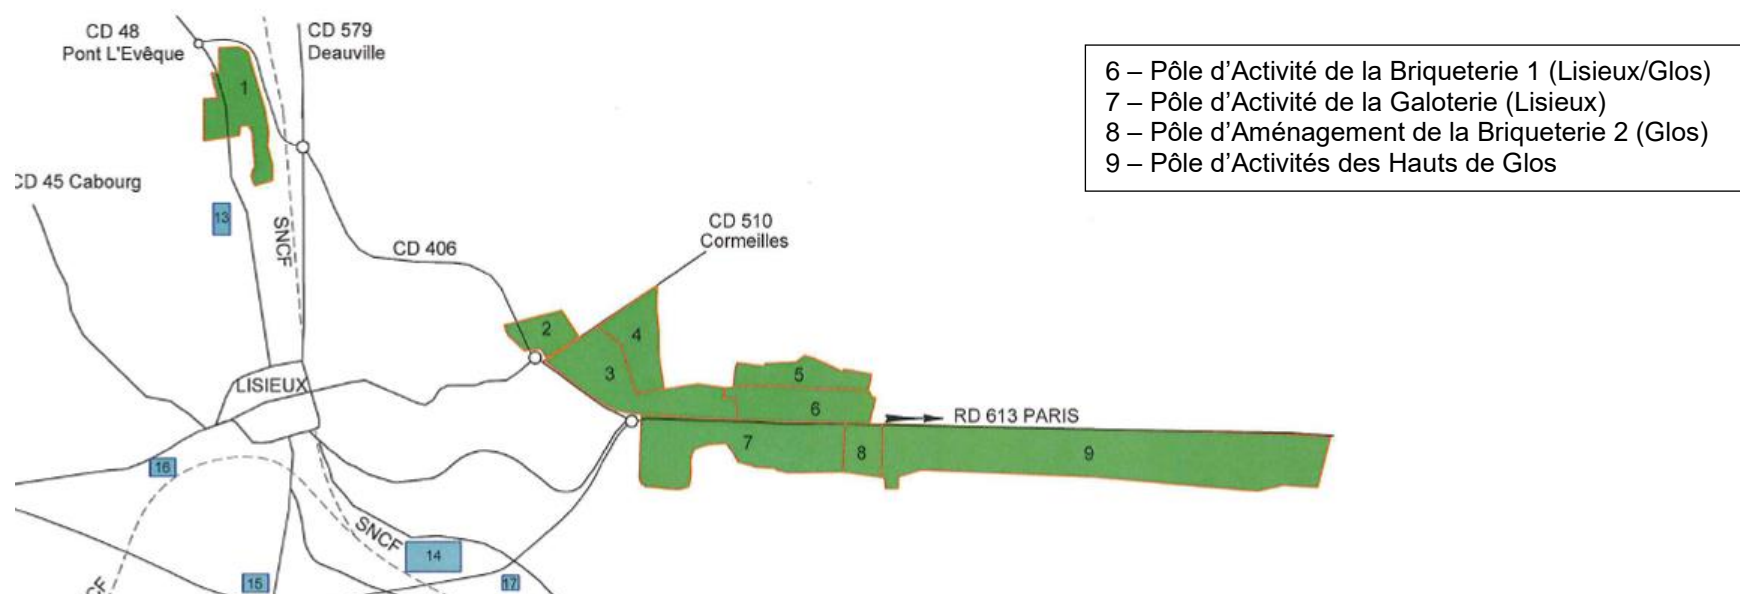 CD 48
Pont L'Evêque
CD 579
Deauville
6 – Pôle d'Activité de la Briqueterie 1 (Lisieux/Glos)
7 – Pôle d'Activité de la Galoterie (Lisieux)
8 – Pôle d'Aménagement de la Briqueterie 2 (Glos)
9 – Pôle d'Activités des Hauts de Glos
1
CD 45 Cabourg
13
SNCF
CD 406
CD 510
Cormeilles
2
4
3
5
6
LISIEUX
RD 613 PARIS
7
8
9
16
SNCF
14
15
17
CF